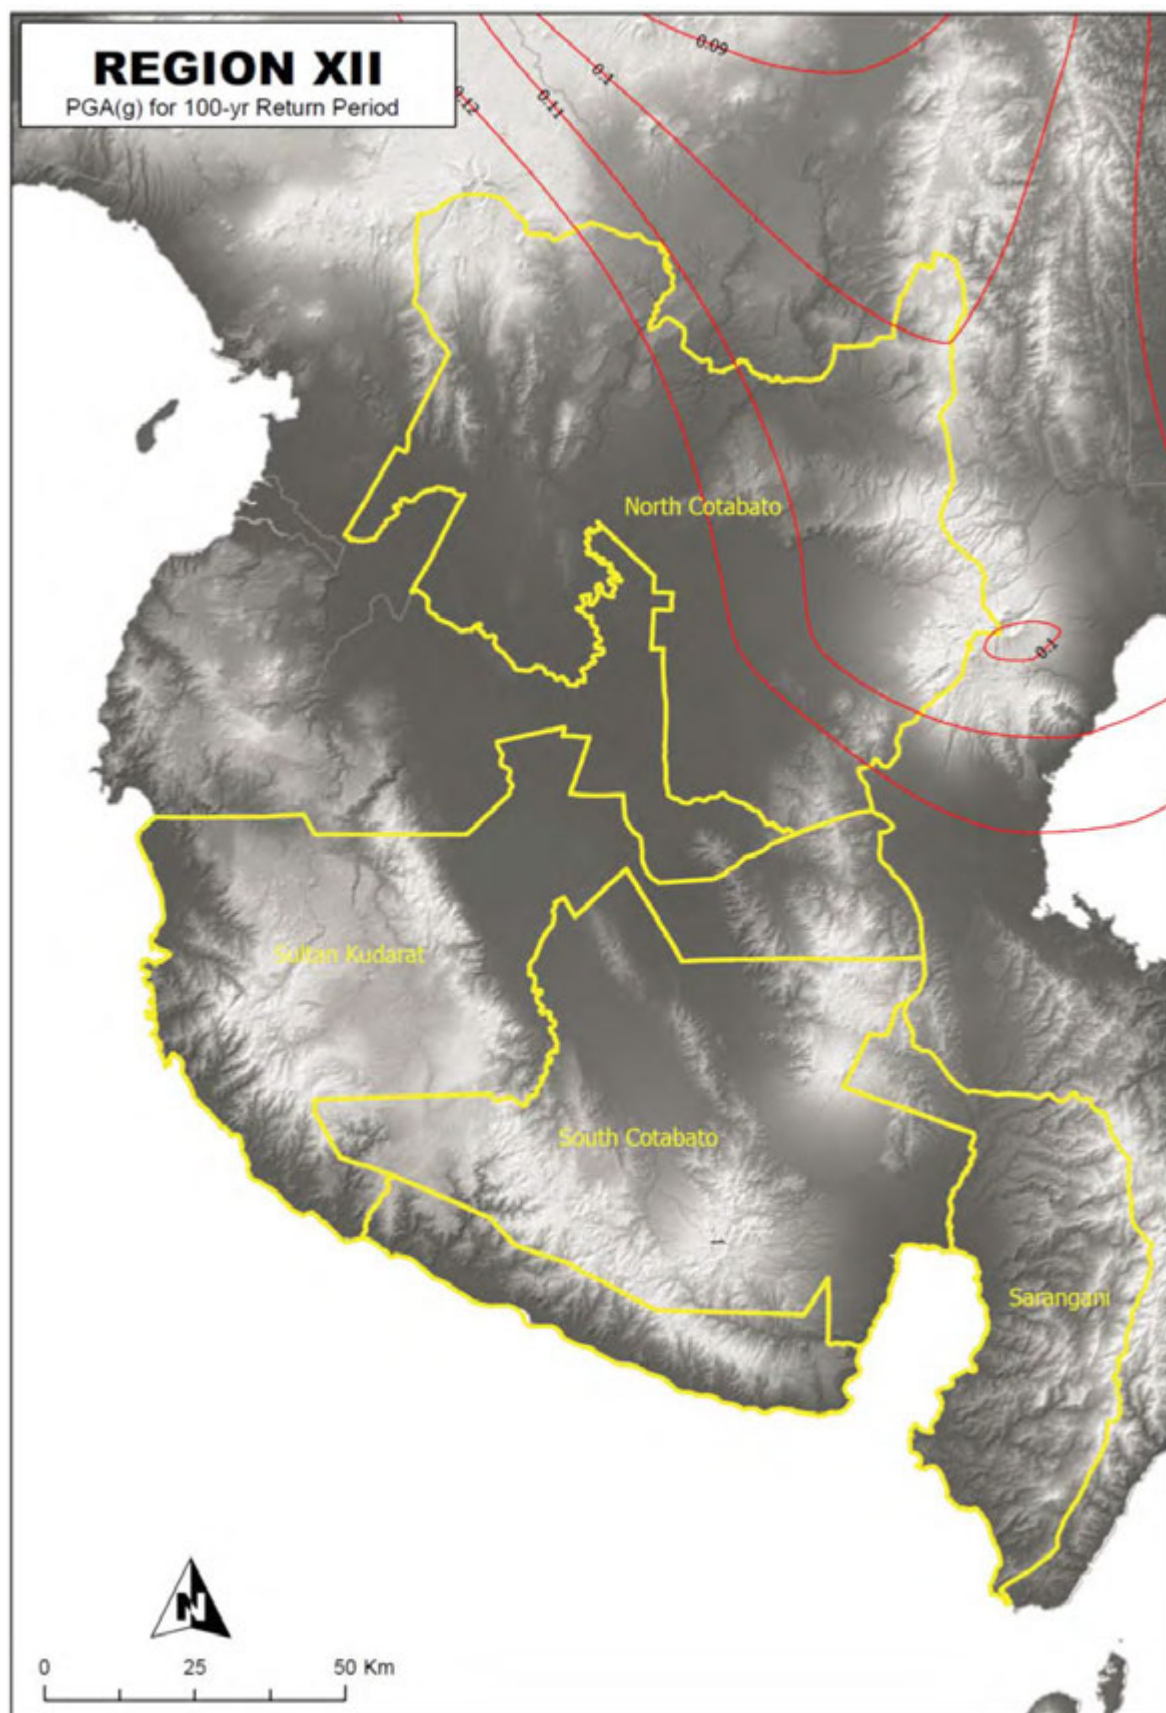 REGION XII
PGA(g) for 100-yr Return Period
0.09
0.1
0.11
0.12
North Cotabato
0.1
Sultan Kudarat
South Cotabato
1
Sarangani
N
0 25 50 Km